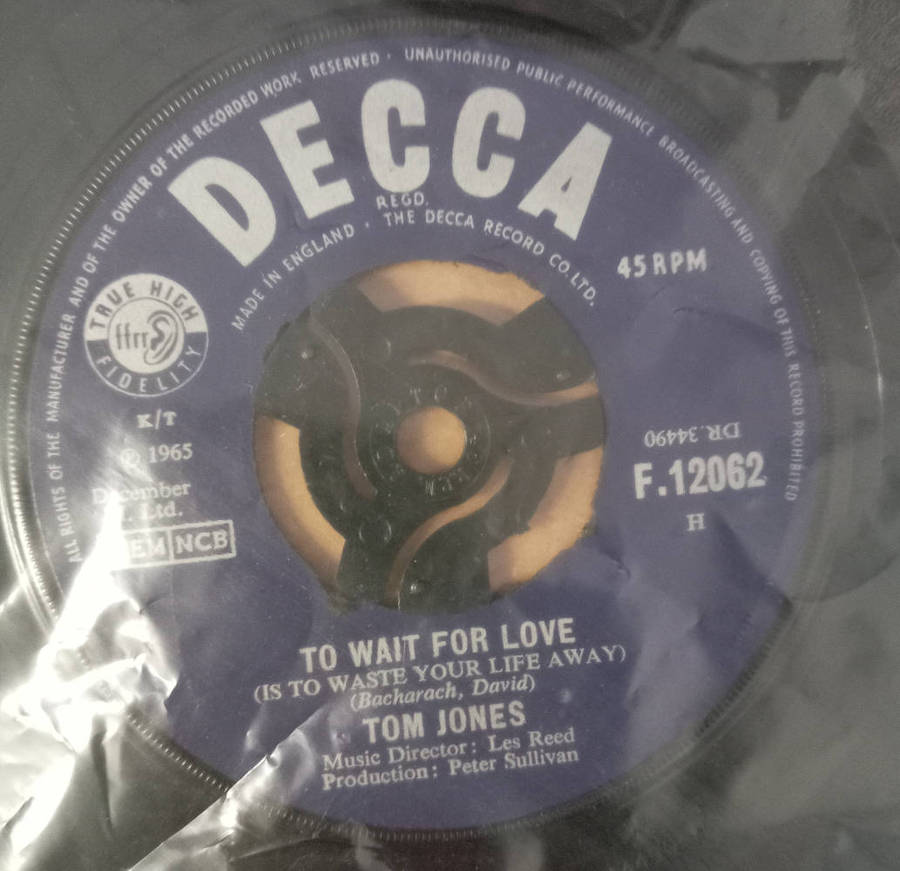 ALL RIGHTS OF THE MANUFACTURER AND OF THE OWNER OF THE RECORDED WORK RESERVED · UNAUTHORISED PUBLIC PERFORMANCE BROADCASTING AND COPYING OF THIS RECORD PROHIBITED
DECCA
REGD.
MADE IN ENGLAND · THE DECCA RECORD CO. LTD.
45 RPM
TRUE HIGH
ffrr
FIDELITY
K/T
℗ 1965
December
Ltd.
NCB
DR.34490
F.12062
H
TO WAIT FOR LOVE
(IS TO WASTE YOUR LIFE AWAY)
(Bacharach, David)
TOM JONES
Music Director: Les Reed
Production: Peter Sullivan